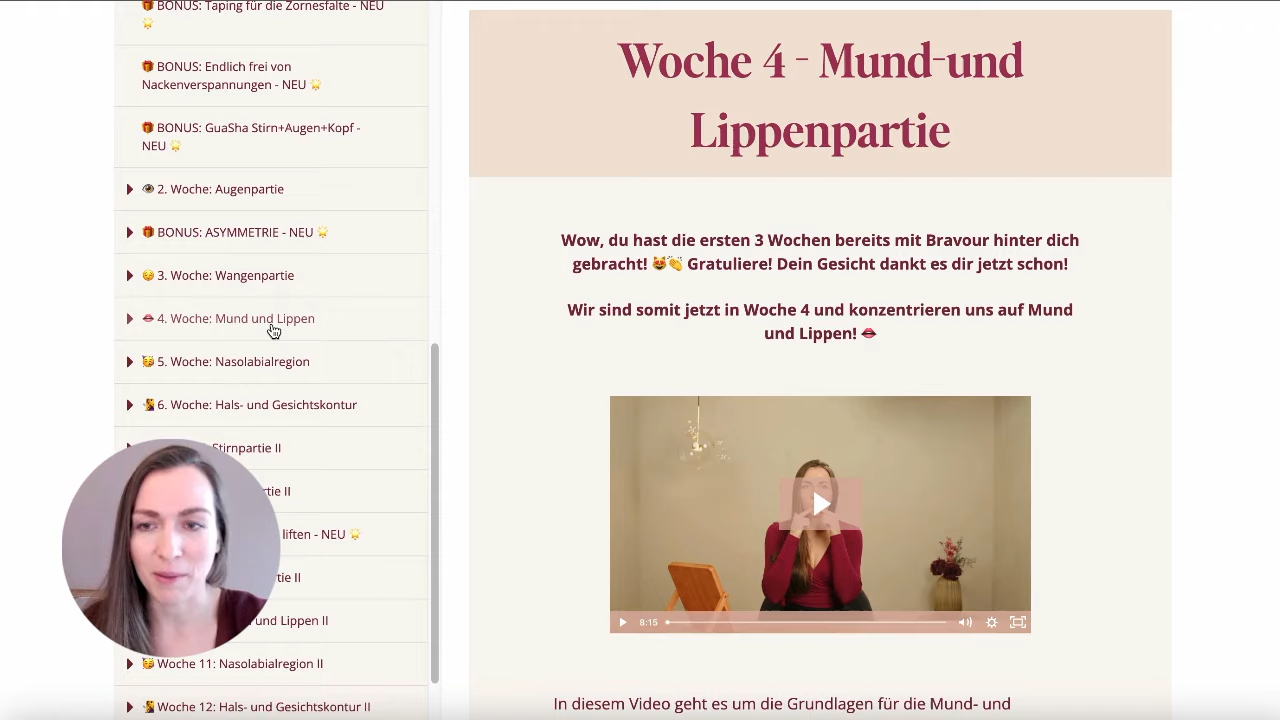 🎁 BONUS: Taping für die Zornesfalte - NEU
🌟
🎁 BONUS: Endlich frei von
Nackenverspannungen - NEU 🌟
🎁 BONUS: GuaSha Stirn+Augen+Kopf -
NEU 🌟
👁 2. Woche: Augenpartie
🎁 BONUS: ASYMMETRIE - NEU 🌟
😌 3. Woche: Wangenpartie
👄 4. Woche: Mund und Lippen
🥳 5. Woche: Nasolabialregion
6. Woche: Hals- und Gesichtskontur
Stirnpartie II
II
liften - NEU 🌟
II
und Lippen II
🥳 Woche 11: Nasolabialregion II
Woche 12: Hals- und Gesichtskontur II
Woche 4 - Mund-und
Lippenpartie
Wow, du hast die ersten 3 Wochen bereits mit Bravour hinter dich
gebracht! 😻👏 Gratuliere! Dein Gesicht dankt es dir jetzt schon!
Wir sind somit jetzt in Woche 4 und konzentrieren uns auf Mund
und Lippen! 👄
8:15
In diesem Video geht es um die Grundlagen für die Mund- und